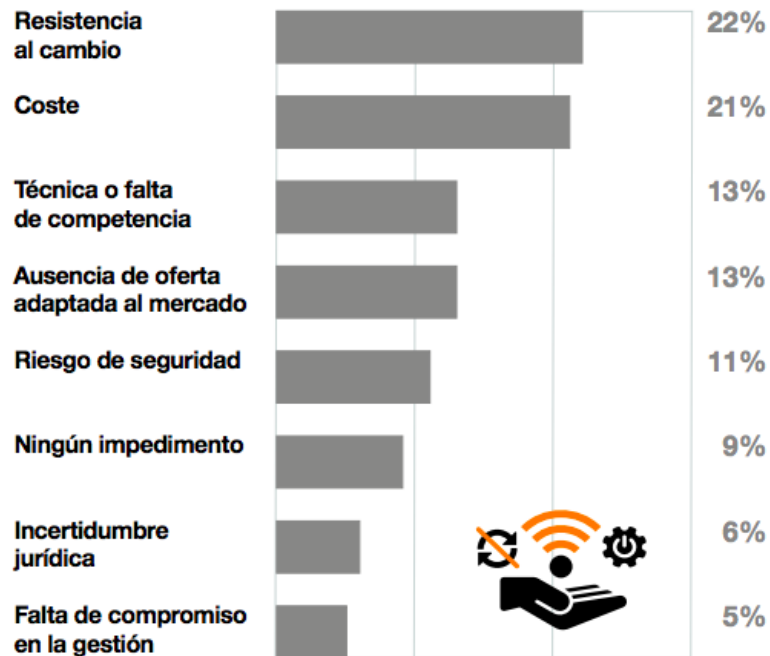 Resistencia
al cambio
22%
Coste
21%
Técnica o falta
de competencia
13%
Ausencia de oferta
adaptada al mercado
13%
Riesgo de seguridad
11%
Ningún impedimento
9%
Incertidumbre
jurídica
6%
Falta de compromiso
en la gestión
5%